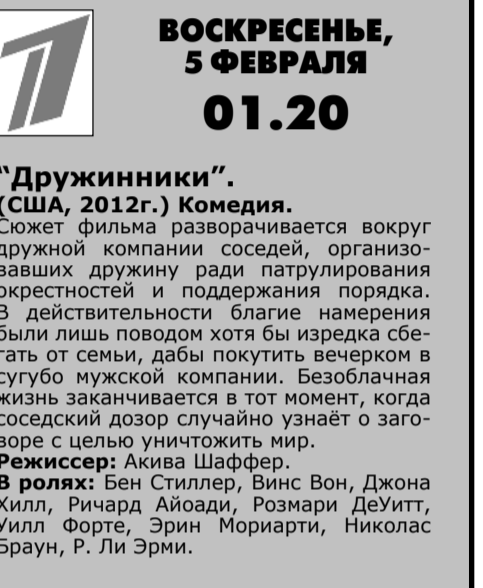 ВОСКРЕСЕНЬЕ,
5 ФЕВРАЛЯ
01.20
“Дружинники”.
(США, 2012г.) Комедия.
Сюжет фильма разворачивается вокруг
дружной компании соседей, организо-
вавших дружину ради патрулирования
окрестностей и поддержания порядка.
В действительности благие намерения
были лишь поводом хотя бы изредка сбе-
гать от семьи, дабы покутить вечерком в
сугубо мужской компании. Безоблачная
жизнь заканчивается в тот момент, когда
соседский дозор случайно узнаёт о заго-
воре с целью уничтожить мир.
Режиссер: Акива Шаффер.
В ролях: Бен Стиллер, Винс Вон, Джона
Хилл, Ричард Айоади, Розмари ДеУитт,
Уилл Форте, Эрин Мориарти, Николас
Браун, Р. Ли Эрми.